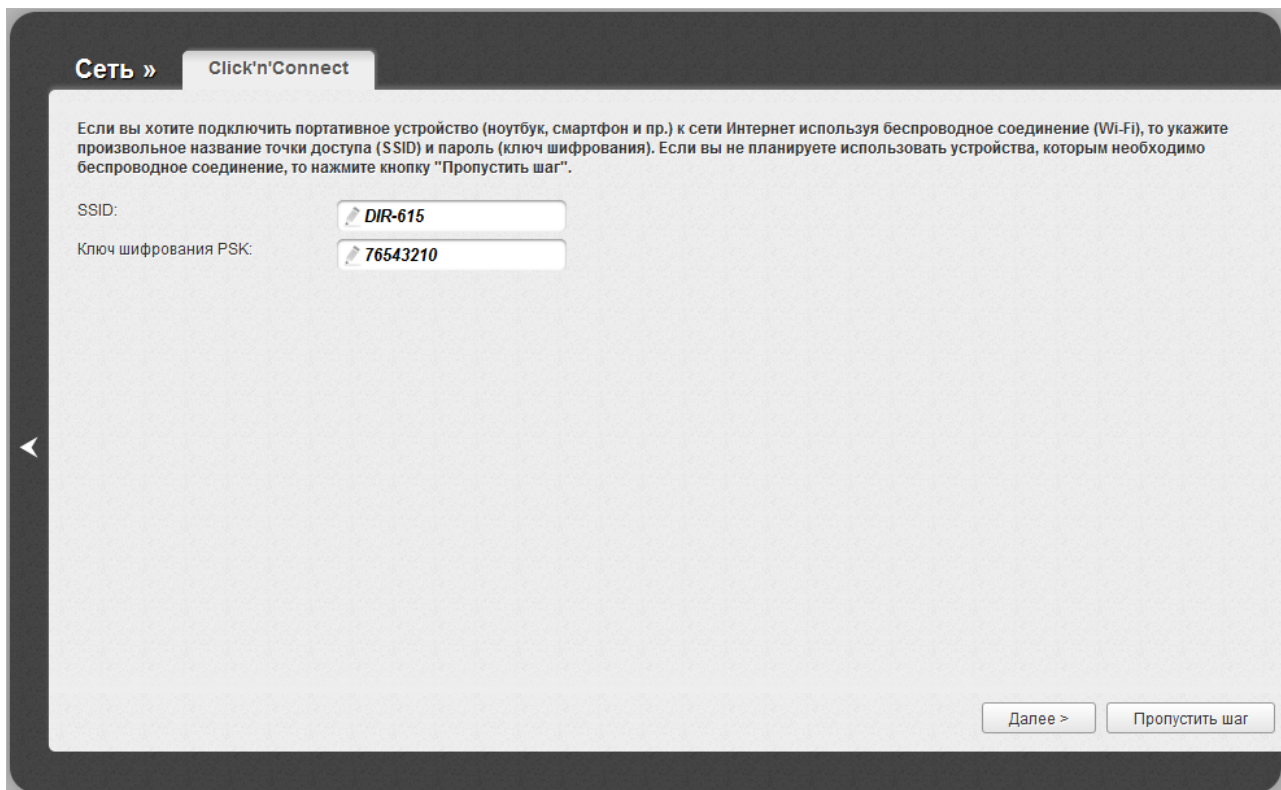 Сеть »
Click'n'Connect
Если вы хотите подключить портативное устройство (ноутбук, смартфон и пр.) к сети Интернет используя беспроводное соединение (Wi-Fi), то укажите
произвольное название точки доступа (SSID) и пароль (ключ шифрования). Если вы не планируете использовать устройства, которым необходимо
беспроводное соединение, то нажмите кнопку "Пропустить шаг".
SSID:
DIR-615
Ключ шифрования PSK:
76543210
Далее >
Пропустить шаг